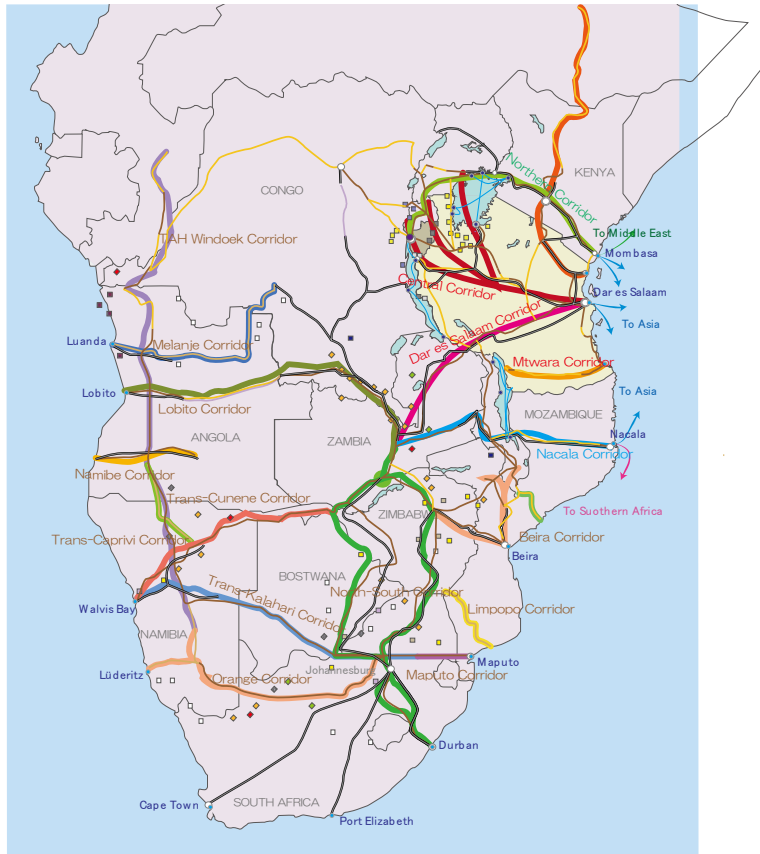 Northern Corridor
KENYA
CONGO
To Middle East
TAH Windoek Corridor
Mombasa
Central Corridor
Dar es Salaam
Dar es Salaam Corridor
To Asia
Luanda
Melanje Corridor
Mtwara Corridor
Lobito
Lobito Corridor
To Asia
MOZAMBIQUE
ANGOLA
ZAMBIA
Nacala
Nacala Corridor
Namibe Corridor
Trans-Cunene Corridor
ZIMBABW
To Suothern Africa
Trans-Caprivi Corridor
Beira Corridor
Beira
BOSTWANA
North-South Corridor
Trans-Kalahari Corridor
Walvis Bay
Limpopo Corridor
NAMIBIA
Maputo
Lüderitz
Johannesburg
Maputo Corridor
Orange Corridor
Durban
Cape Town
SOUTH AFRICA
Port Elizabeth